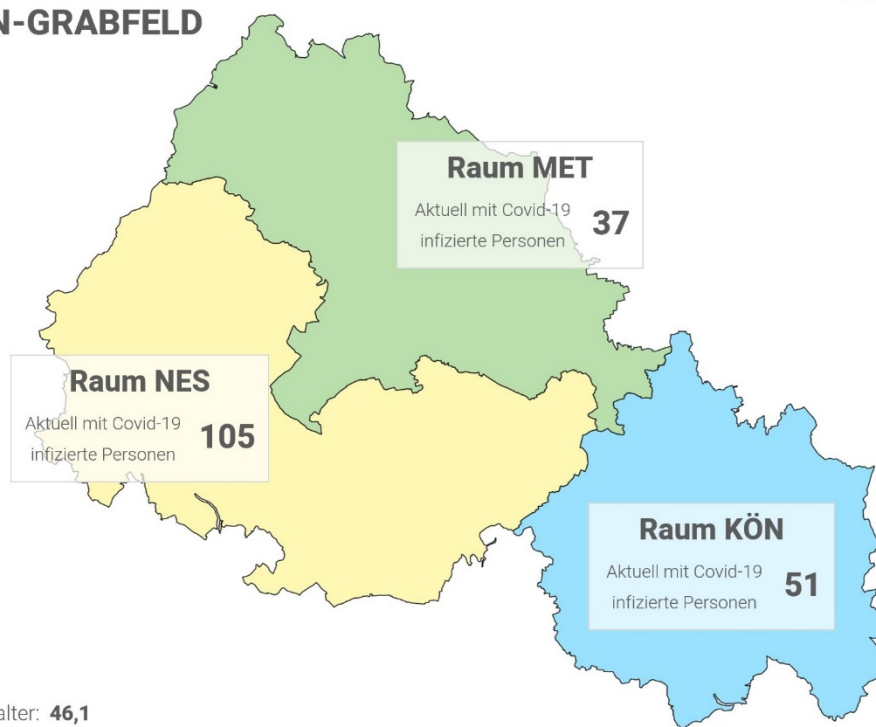 N-GRABFELD
Raum MET
Aktuell mit Covid-19
infizierte Personen
37
Raum NES
Aktuell mit Covid-19
infizierte Personen
105
Raum KÖN
Aktuell mit Covid-19
infizierte Personen
51
alter: 46,1